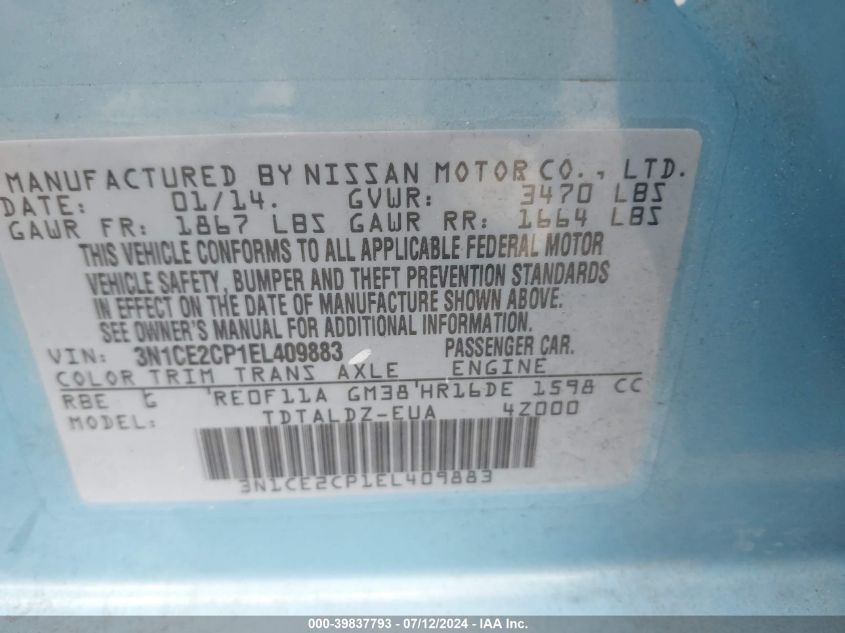 MANUFACTURED BY NISSAN MOTOR CO., LTD.
DATE: 01/14. GVWR: 3470 LBS
GAWR FR: 1867 LBS GAWR RR: 1664 LBS
THIS VEHICLE CONFORMS TO ALL APPLICABLE FEDERAL MOTOR
VEHICLE SAFETY, BUMPER AND THEFT PREVENTION STANDARDS
IN EFFECT ON THE DATE OF MANUFACTURE SHOWN ABOVE.
SEE OWNER'S MANUAL FOR ADDITIONAL INFORMATION.
VIN: 3N1CE2CP1EL409883 PASSENGER CAR.
COLOR TRIM TRANS AXLE ENGINE
RBE G RE0F11A GM38 HR16DE 1598 CC
MODEL: TDTALDZ-EUA 4Z000
3N1CE2CP1EL409883
000-39837793 - 07/12/2024 - IAA Inc.